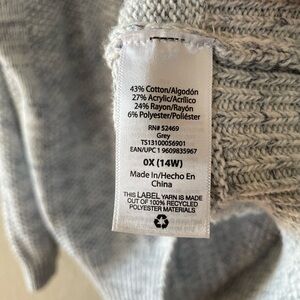 43% Cotton/Algodón
27% Acrylic/Acrílico
24% Rayon/Rayón
6% Polyester/Poliéster
RN# 52469
Grey
TS13100056901
EAN/UPC 1 9609835967
0X (14W)
Made In/Hecho En
China
THIS LABEL YARN IS MADE
OUT OF 100% RECYCLED
POLYESTER MATERIALS